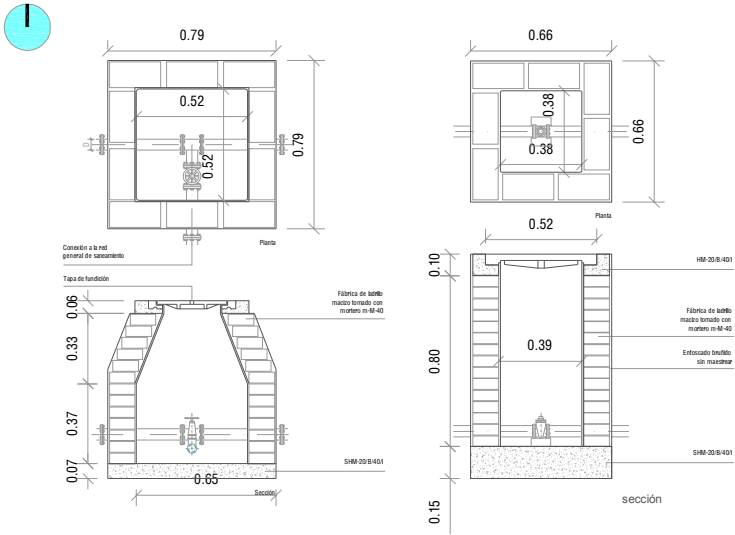 0.79
0.52
0.52
0.79
D
Planta
Conexión a la red
general de saneamiento
Tapa de fundición
0.06
0.33
0.37
0.07
Fábrica de ladrillo
macizo tomado con
mortero m-M-40
SHM-20/B/40/I
0.65
Sección
0.66
0.38
0.38
0.66
Planta
0.52
0.10
0.80
0.39
0.15
HM-20/B/40/I
Fábrica de ladrillo
macizo tomado con
mortero m-M-40
Enfoscado bruñido
sin maestrear
SHM-20/B/40/I
sección